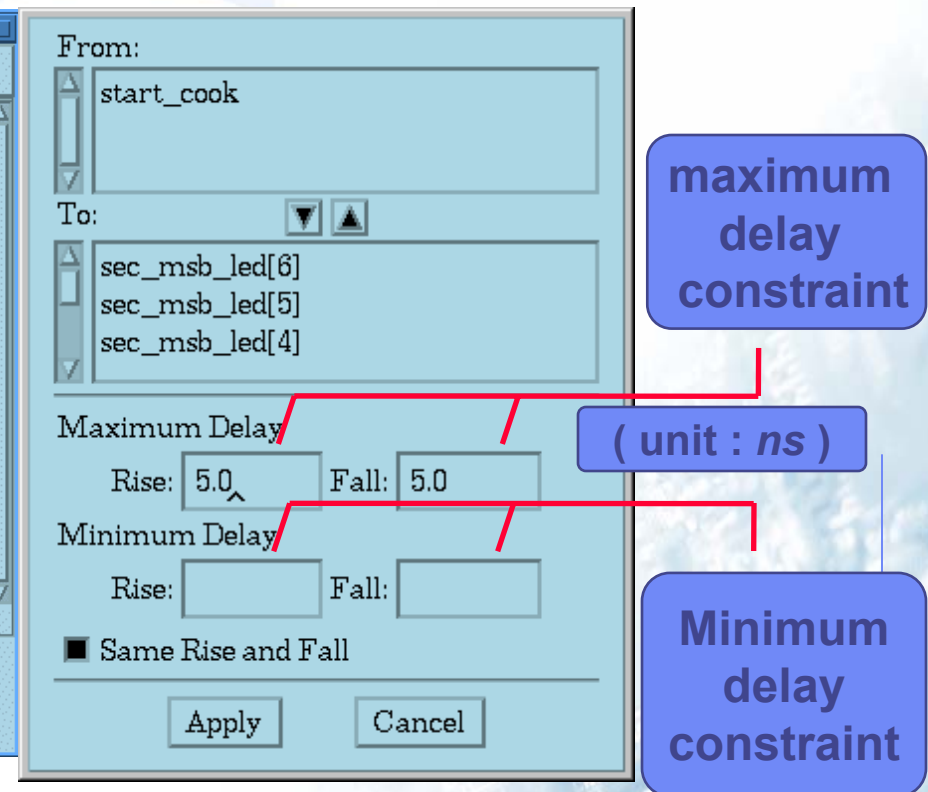 From:
start_cook
To:
sec_msb_led[6]
sec_msb_led[5]
sec_msb_led[4]
Maximum Delay
Rise: 5.0 Fall: 5.0
Minimum Delay
Rise: Fall:
Same Rise and Fall
Apply Cancel
maximum
delay
constraint
( unit : ns )
Minimum
delay
constraint